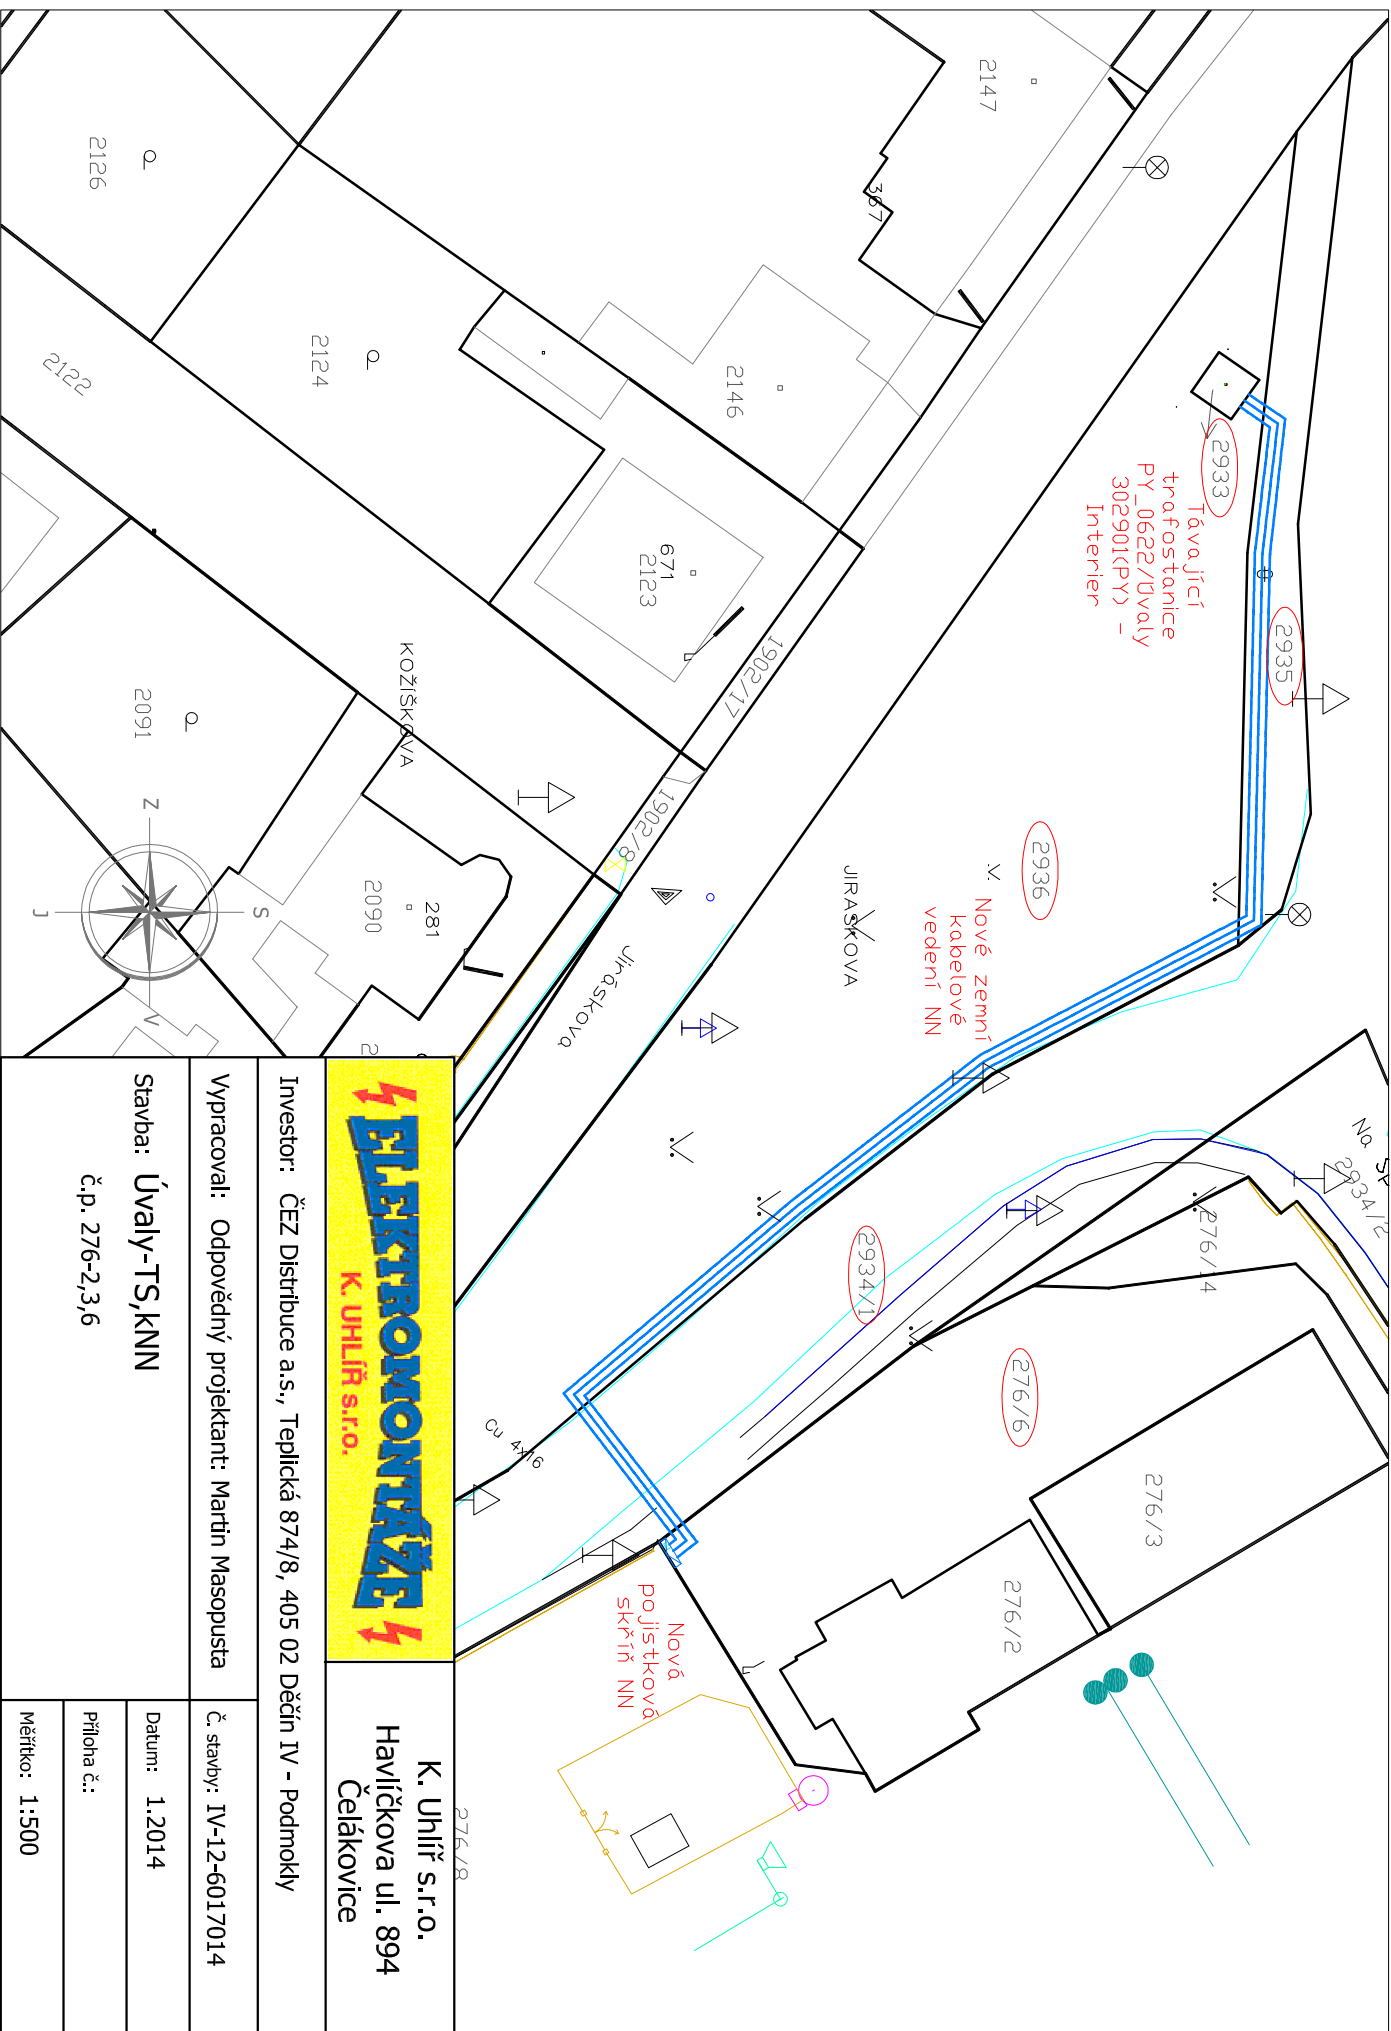 2147
367
2126
2124
2122
2146
671
2123
1902/17
1902/8
KOŽÍŠKOVA
2091
2090
281
2933
Távající
trafostanice
PY_0622/Úvaly
302901(PY) -
Interier
2935
2936
JIRÁSKOVA
Jiráskova
Nové zemní
kabelové
vedení NN
Na
2934/2
276/14
2934/1
276/6
276/3
276/2
Cu 4x16
Nová
pojistková
skříň NN
276/8
Z
S
J
V
ELEKTROMONTÁŽE
K. UHLÍŘ s.r.o.
K. Uhlíř s.r.o.
Havlíčkova ul. 894
Čelákovice
Investor: ČEZ Distribuce a.s., Teplická 874/8, 405 02 Děčín IV - Podmokly
Vypracoval: Odpovědný projektant: Martin Masopusta
Č. stavby: IV-12-6017014
Stavba: Úvaly-TS,kNN
č.p. 276-2,3,6
Datum: 1.2014
Příloha č.:
Měřítko: 1:500